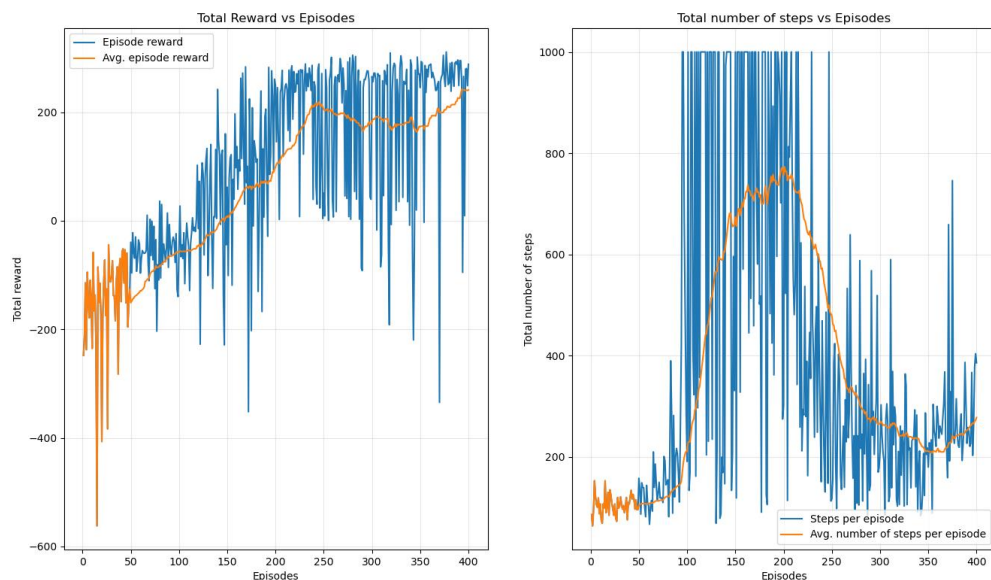 Total Reward vs Episodes
Episode reward
Avg. episode reward
200
0
−200
−400
−600
Total reward
0
50
100
150
200
250
300
350
400
Episodes
Total number of steps vs Episodes
1000
800
600
400
200
Total number of steps
Steps per episode
Avg. number of steps per episode
0
50
100
150
200
250
300
350
400
Episodes